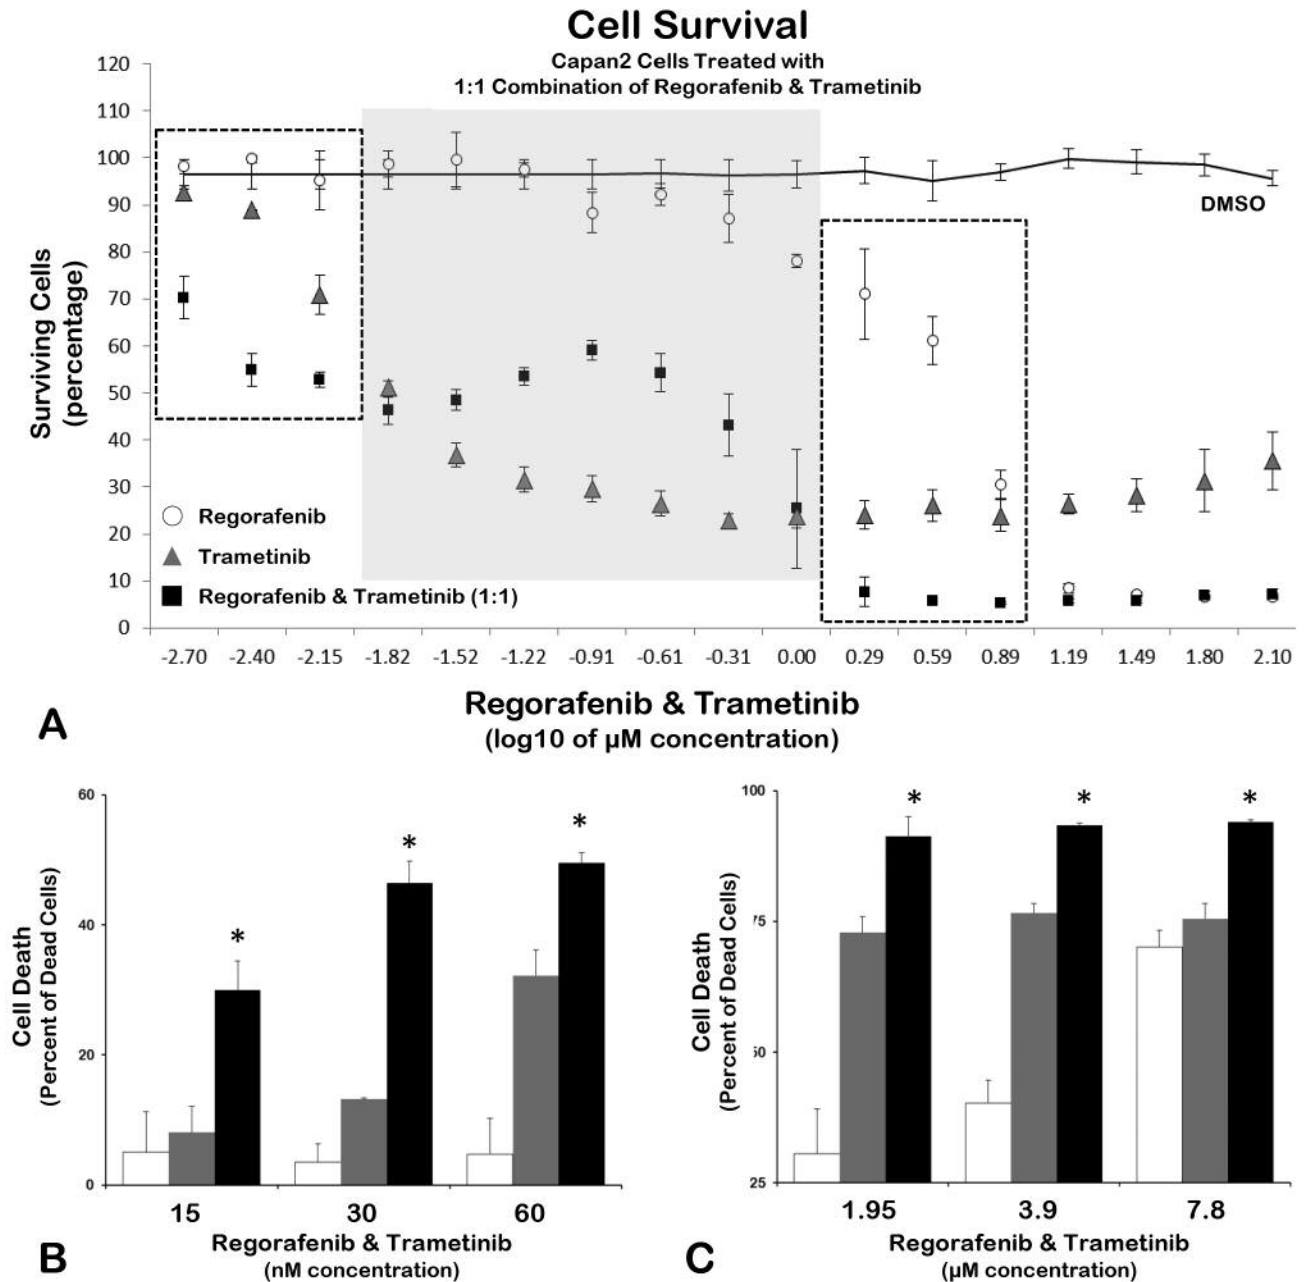 Cell Survival
Capan2 Cells Treated with
1:1 Combination of Regorafenib & Trametinib
120
110
100
90
80
70
60
50
40
30
20
10
0
Surviving Cells
(percentage)
DMSO
Regorafenib
Trametinib
Regorafenib & Trametinib (1:1)
-2.70 -2.40 -2.15 -1.82 -1.52 -1.22 -0.91 -0.61 -0.31 0.00 0.29 0.59 0.89 1.19 1.49 1.80 2.10
Regorafenib & Trametinib
(log10 of µM concentration)
A
60
40
20
0
Cell Death
(Percent of Dead Cells)
*
*
*
15 30 60
Regorafenib & Trametinib
(nM concentration)
B
100
75
50
25
Cell Death
(Percent of Dead Cells)
*
*
*
1.95 3.9 7.8
Regorafenib & Trametinib
(µM concentration)
C